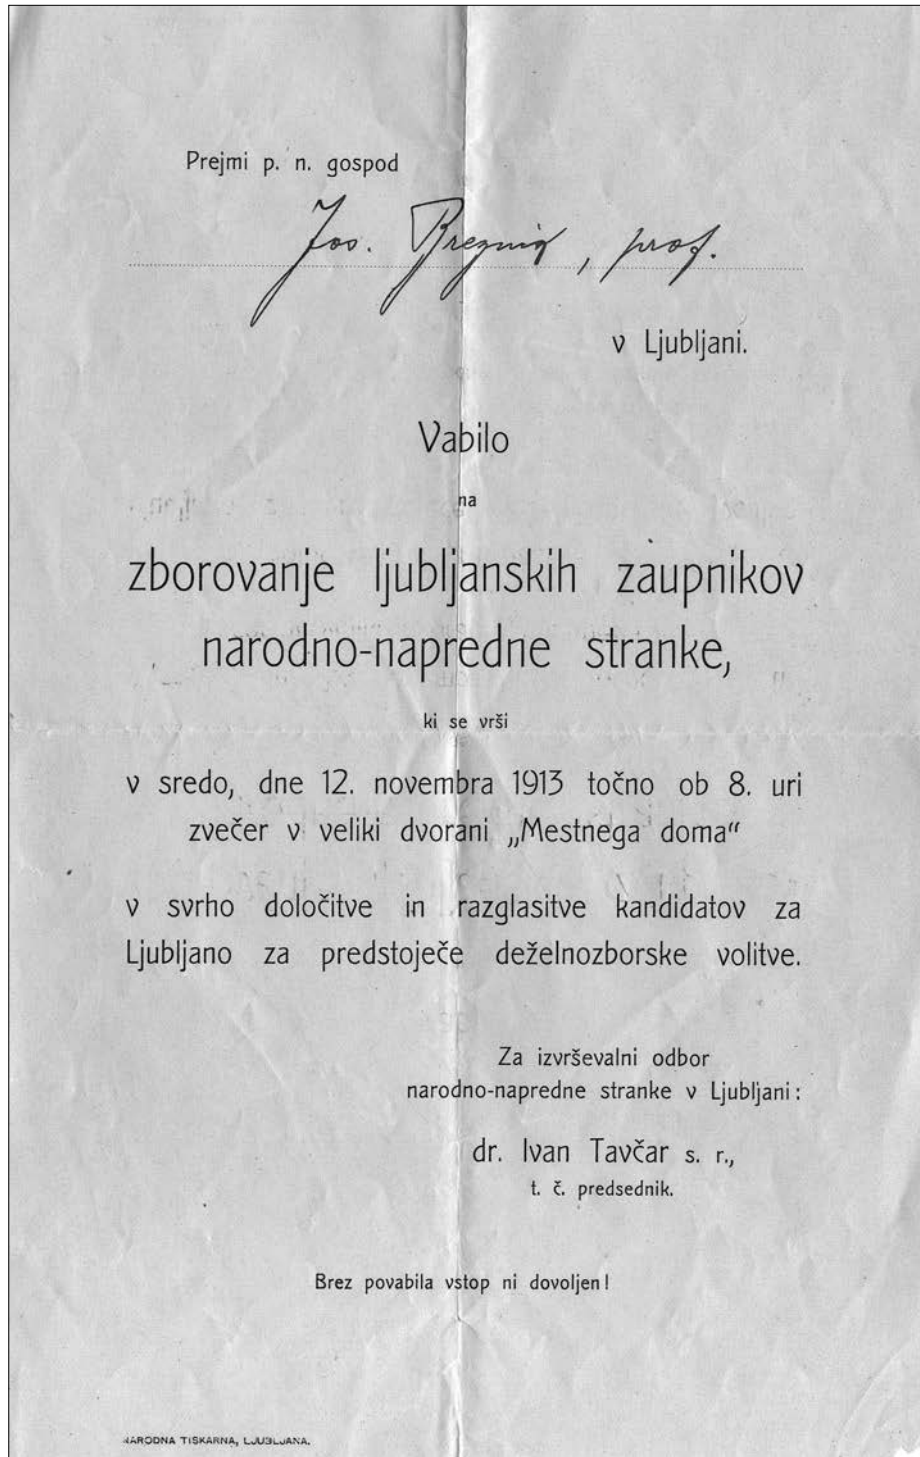 Prejmi p. n. gospod
Jos. Breznig, prof.
v Ljubljani.
Vabilo
na
zborovanje ljubljanskih zaupnikov
narodno-napredne stranke,
ki se vrši
v sredo, dne 12. novembra 1913 točno ob 8. uri
zvečer v veliki dvorani „Mestnega doma“
v svrho določitve in razglasitve kandidatov za
Ljubljano za predstoječe deželnozborske volitve.
Za izvrševalni odbor
narodno-napredne stranke v Ljubljani:
dr. Ivan Tavčar s. r.,
t. č. predsednik.
Brez povabila vstop ni dovoljen!
NARODNA TISKARNA, LJUBLJANA.